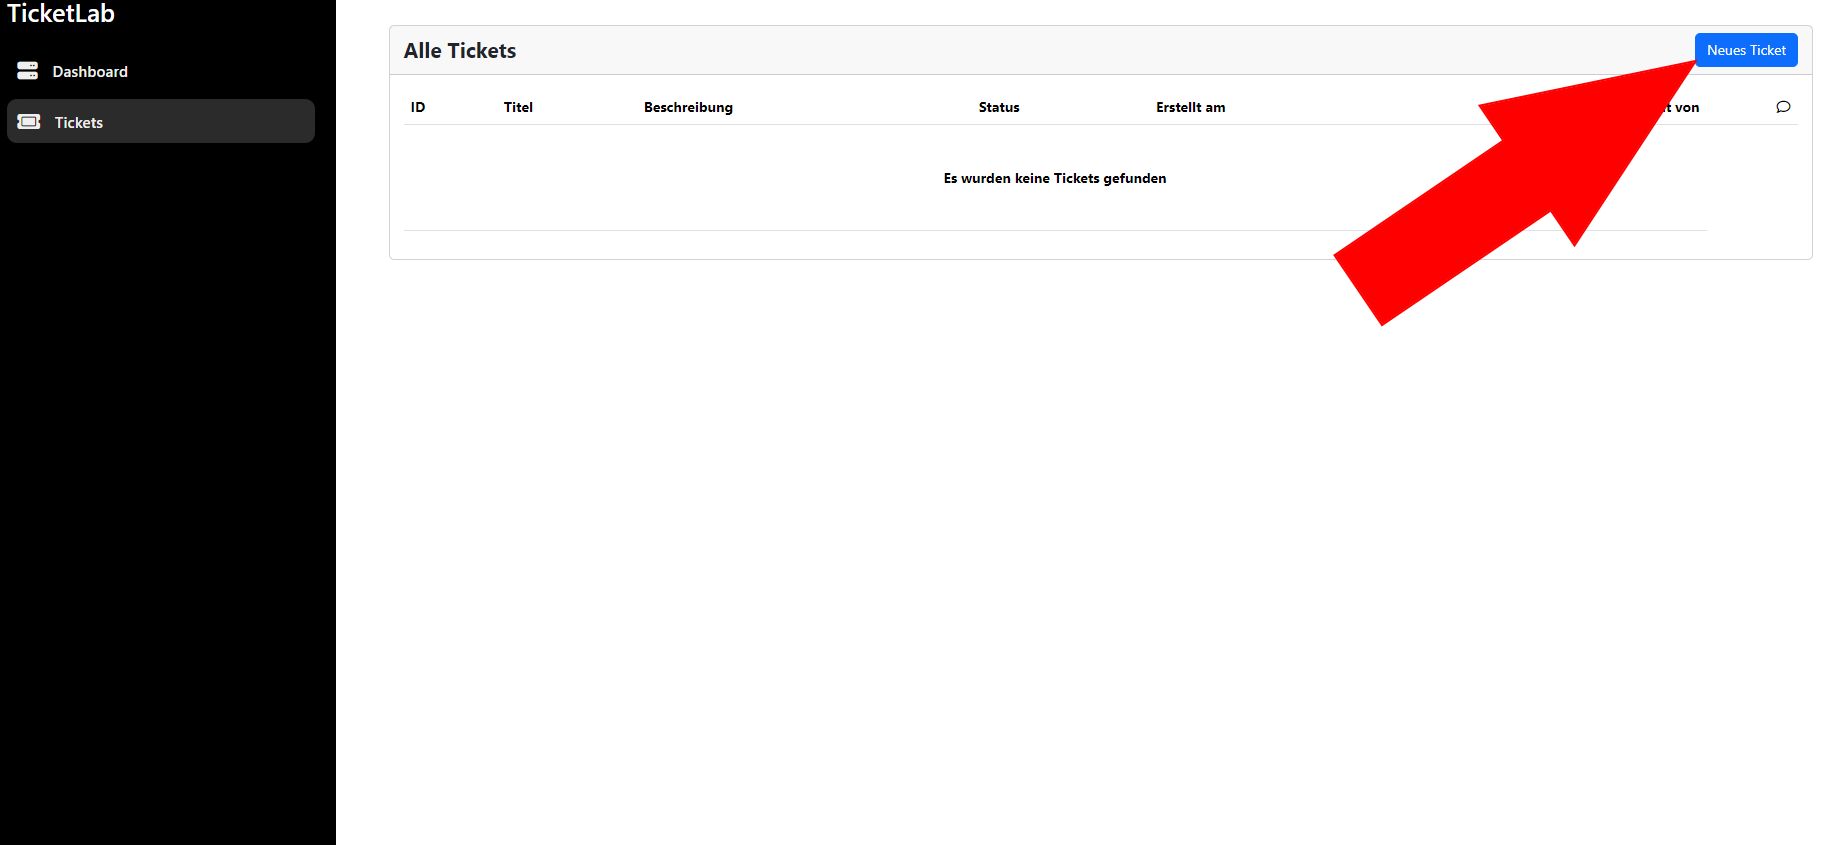 TicketLab
Dashboard
Tickets
Alle Tickets
Neues Ticket
ID Titel Beschreibung Status Erstellt am von
Es wurden keine Tickets gefunden